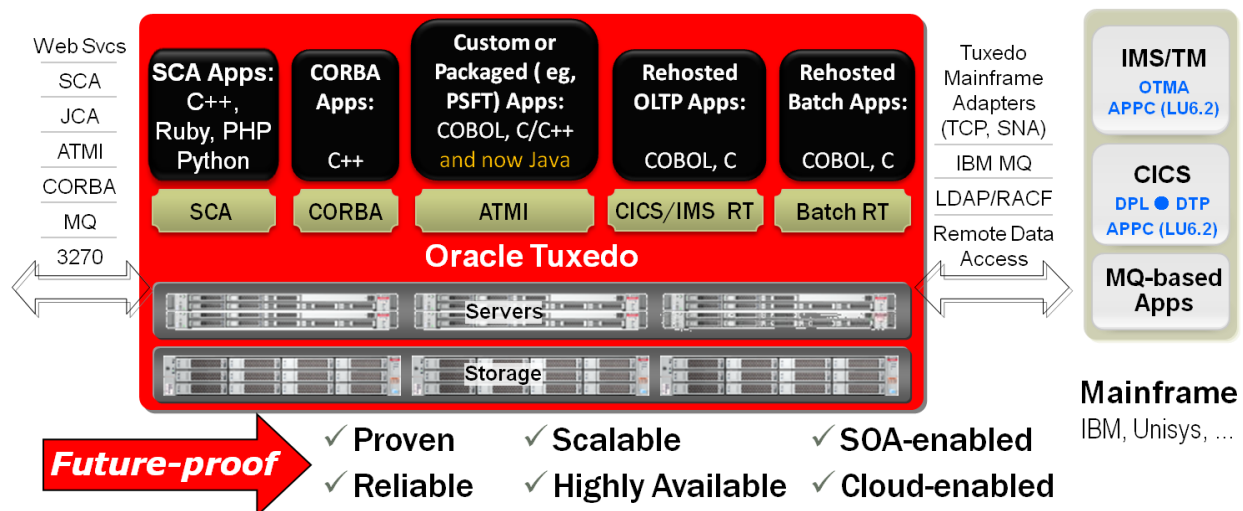 Web Svcs
SCA
JCA
ATMI
CORBA
MQ
3270
SCA Apps:
C++,
Ruby, PHP
Python
CORBA
Apps:
C++
Custom or
Packaged ( eg,
PSFT) Apps:
COBOL, C/C++
and now Java
Rehosted
OLTP Apps:
COBOL, C
Rehosted
Batch Apps:
COBOL, C
SCA
CORBA
ATMI
CICS/IMS RT
Batch RT
Oracle Tuxedo
Servers
Storage
Tuxedo
Mainframe
Adapters
(TCP, SNA)
IBM MQ
LDAP/RACF
Remote Data
Access
IMS/TM
OTMA
APPC (LU6.2)
CICS
DPL ● DTP
APPC (LU6.2)
MQ-based
Apps
Mainframe
IBM, Unisys, ...
Future-proof
✓ Proven
✓ Scalable
✓ SOA-enabled
✓ Reliable
✓ Highly Available
✓ Cloud-enabled